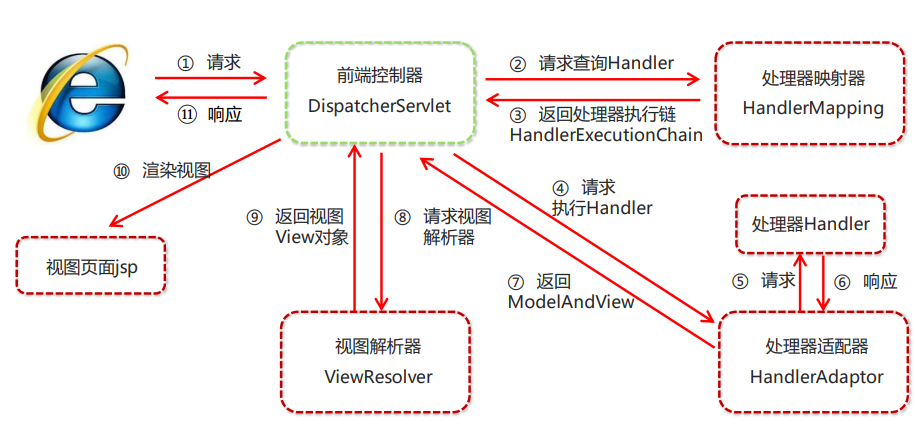 ① 请求
⑪ 响应
前端控制器
DispatcherServlet
② 请求查询Handler
③ 返回处理器执行链
HandlerExecutionChain
处理器映射器
HandlerMapping
⑩ 渲染视图
视图页面jsp
⑨ 返回视图
View对象
⑧ 请求视图
解析器
④ 请求
执行Handler
⑦ 返回
ModelAndView
处理器Handler
⑤ 请求
⑥ 响应
视图解析器
ViewResolver
处理器适配器
HandlerAdaptor